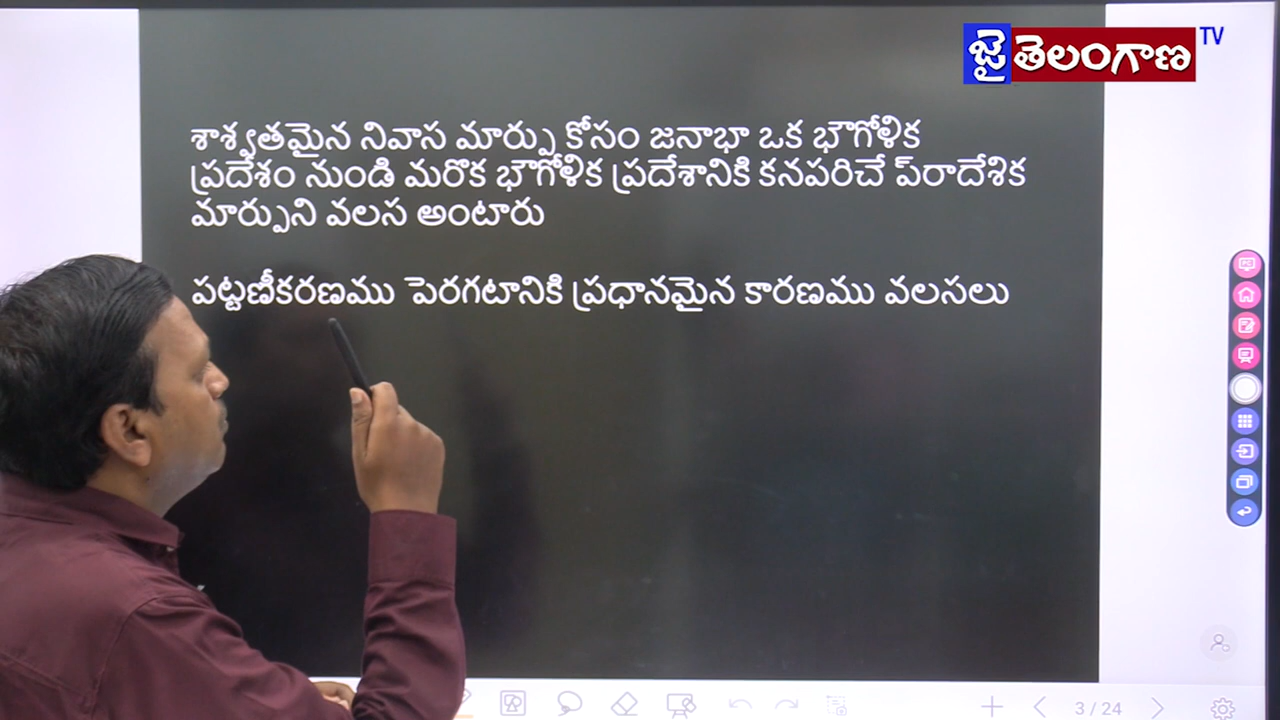 జై తెలంగాణ TV
శాశ్వతమైన నివాస మార్పు కోసం జనాభా ఒక భౌగోళిక
ప్రదేశం నుండి మరొక భౌగోళిక ప్రదేశానికి కనపరిచే ప్‌రాదేశిక
మార్పుని వలస అంటారు
పట్టణీకరణము పెరగటానికి ప్రధానమైన కారణము వలసలు
3 / 24